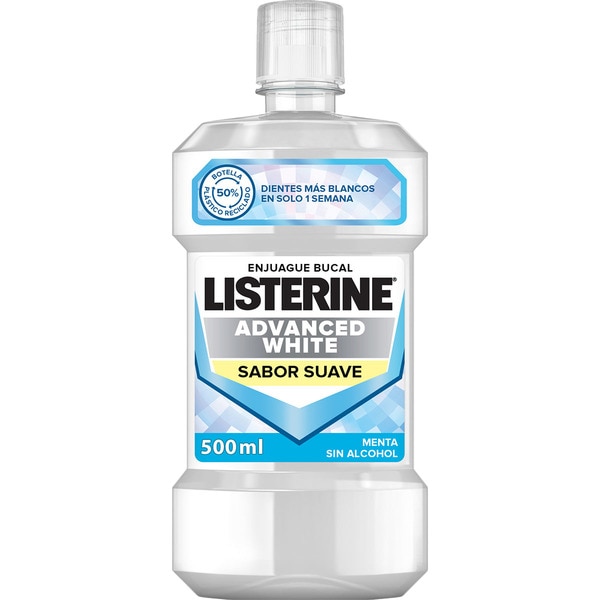 BOTELLA
50%
PLÁSTICO RECICLADO
DIENTES MÁS BLANCOS
EN SOLO 1 SEMANA
ENJUAGUE BUCAL
LISTERINE®
ADVANCED
WHITE
SABOR SUAVE
500ml
MENTA
SIN ALCOHOL